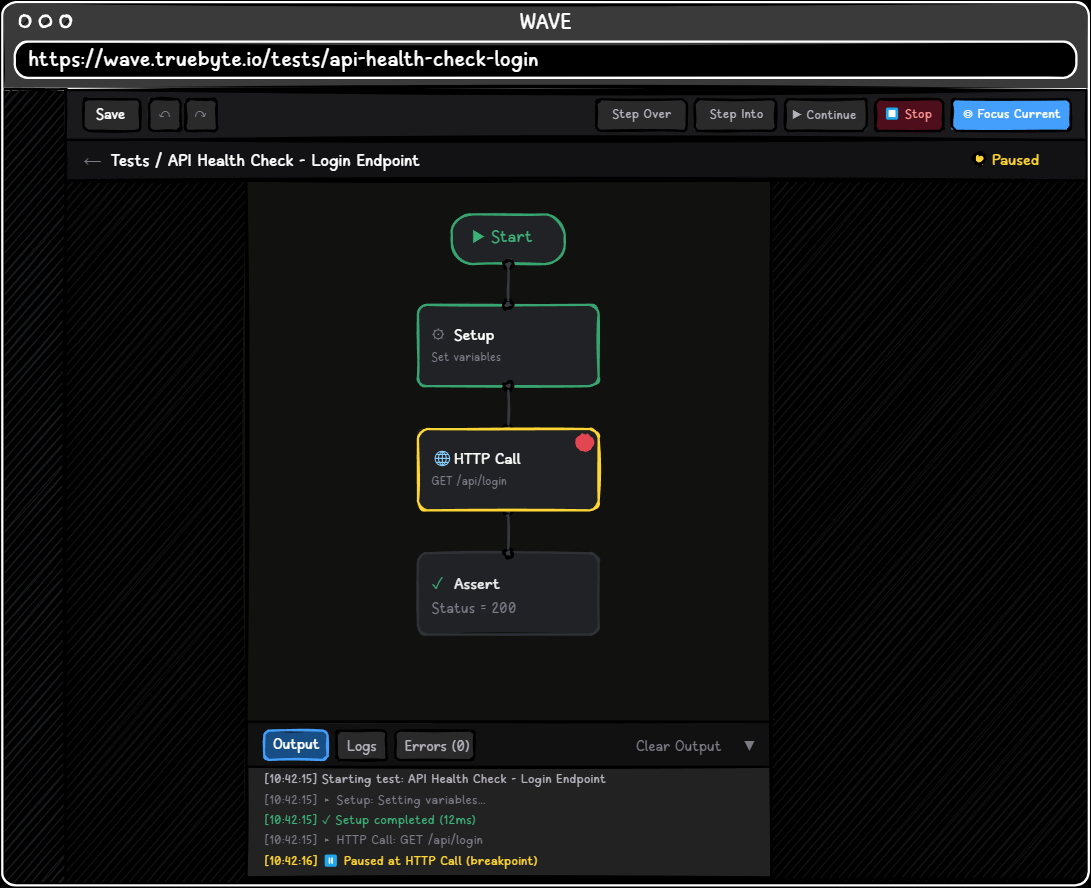 WAVE
https://wave.truebyte.io/tests/api-health-check-login
Save Step Over Step Into Continue Stop Focus Current
← Tests / API Health Check - Login Endpoint Paused
Start
Setup
Set variables
HTTP Call
GET /api/login
✓ Assert
Status = 200
Output Logs Errors (0) Clear Output ▼
[10:42:15] Starting test: API Health Check - Login Endpoint
[10:42:15] ▸ Setup: Setting variables...
[10:42:15] ✓ Setup completed (12ms)
[10:42:15] ▸ HTTP Call: GET /api/login
[10:42:16] ⏸ Paused at HTTP Call (breakpoint)